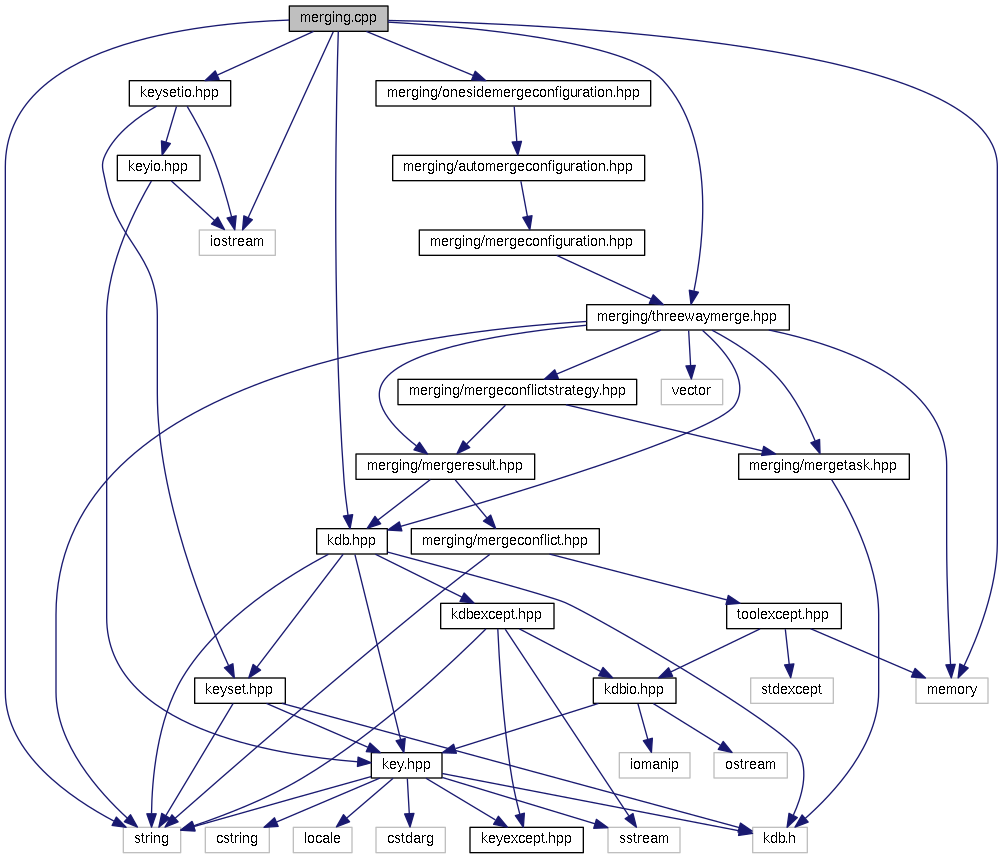 merging.cpp
keysetio.hpp
merging/onesidemergeconfiguration.hpp
keyio.hpp
merging/automergeconfiguration.hpp
iostream
merging/mergeconfiguration.hpp
merging/threewaymerge.hpp
merging/mergeconflictstrategy.hpp
vector
merging/mergeresult.hpp
merging/mergetask.hpp
kdb.hpp
merging/mergeconflict.hpp
kdbexcept.hpp
toolexcept.hpp
keyset.hpp
kdbio.hpp
stdexcept
memory
key.hpp
iomanip
ostream
string
cstring
locale
cstdarg
keyexcept.hpp
sstream
kdb.h